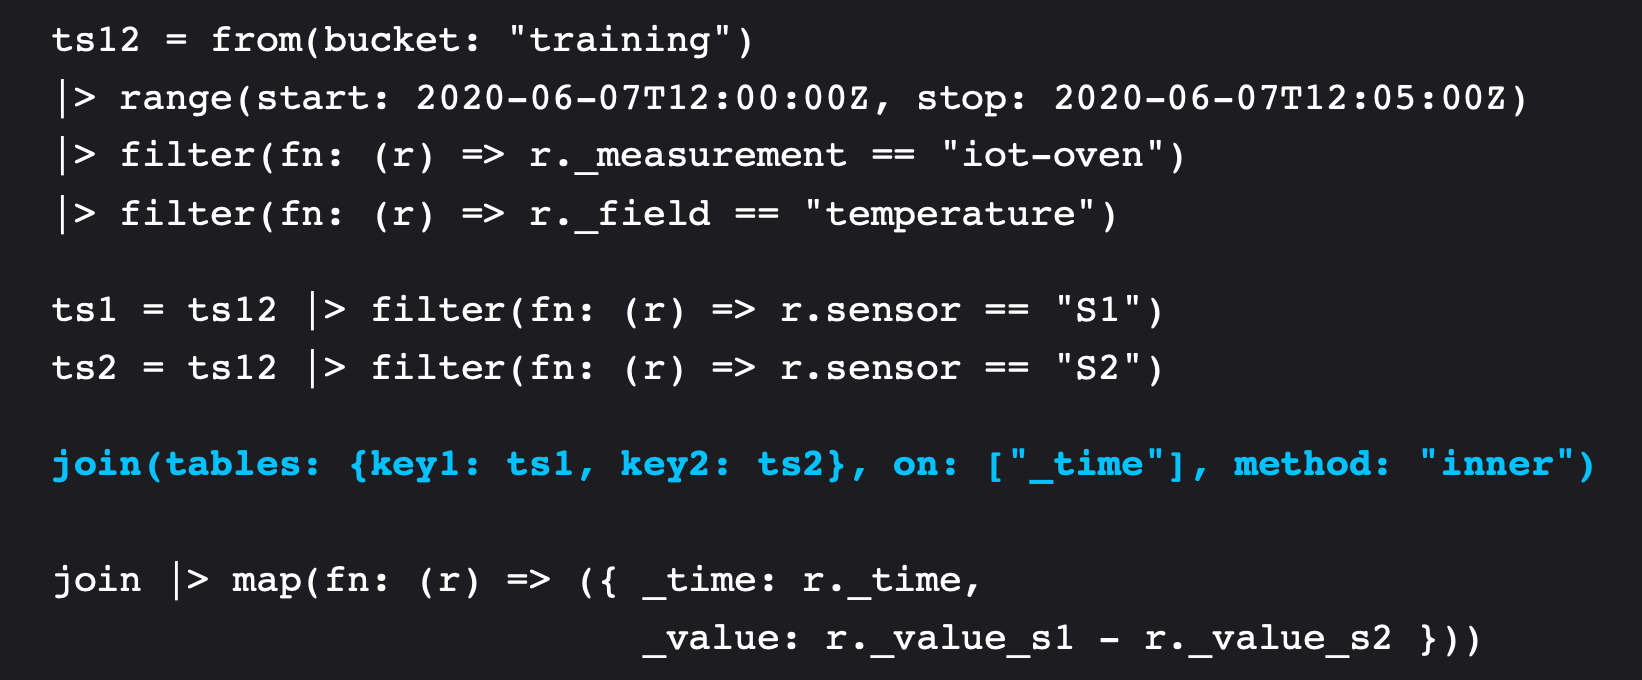 ts12 = from(bucket: "training")
|> range(start: 2020-06-07T12:00:00Z, stop: 2020-06-07T12:05:00Z)
|> filter(fn: (r) => r._measurement == "iot-oven")
|> filter(fn: (r) => r._field == "temperature")
ts1 = ts12 |> filter(fn: (r) => r.sensor == "S1")
ts2 = ts12 |> filter(fn: (r) => r.sensor == "S2")
join(tables: {key1: ts1, key2: ts2}, on: ["_time"], method: "inner")
join |> map(fn: (r) => ({ _time: r._time,
_value: r._value_s1 - r._value_s2 }))